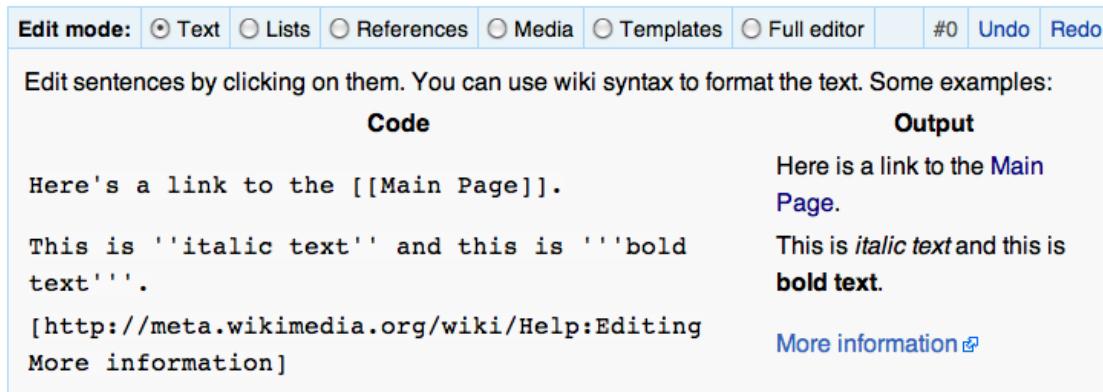 Edit mode: Text Lists References Media Templates Full editor #0 Undo Redo
Edit sentences by clicking on them. You can use wiki syntax to format the text. Some examples:
Code Output
Here's a link to the [[Main Page]]. Here is a link to the Main
Page.
This is ''italic text'' and this is '''bold This is italic text and this is
text'''. bold text.
[http://meta.wikimedia.org/wiki/Help:Editing
More information] More information